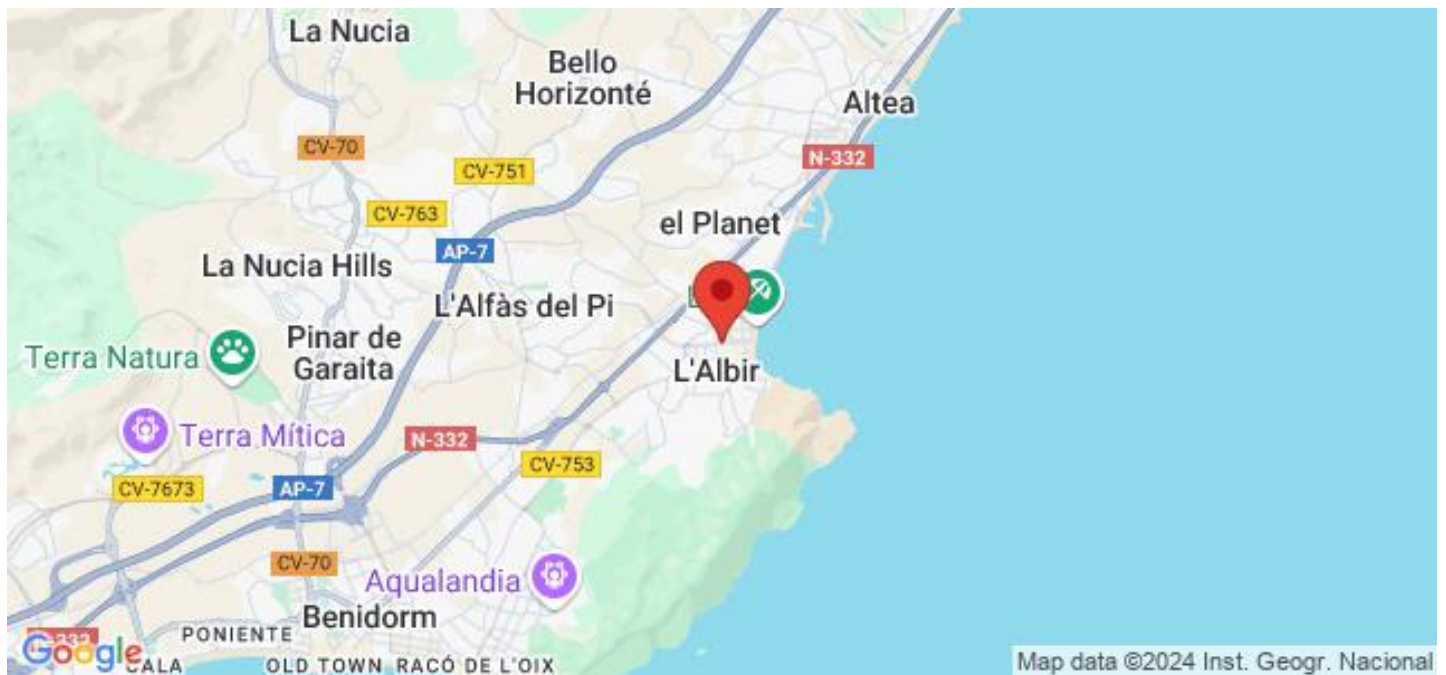 La Nucia
Bello
Horizonté
Altea
CV-70
N-332
CV-751
CV-763
el Planet
AP-7
La Nucia Hills
L'Alfàs del Pi
Pinar de
Garaita
Terra Natura
L'Albir
Terra Mítica
N-332
CV-753
CV-7673
AP-7
CV-70
Aqualandia
Benidorm
PONIENTE
Google
CALA
OLD TOWN
RACÓ DE L'OIX
Map data ©2024 Inst. Geogr. Nacional